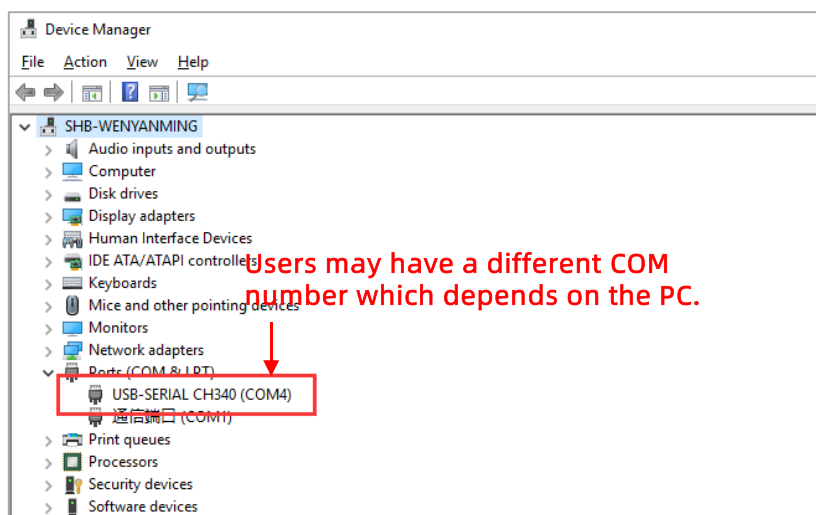 Device Manager
File Action View Help
SHB-WENYANMING
Audio inputs and outputs
Computer
Disk drives
Display adapters
Human Interface Devices
IDE ATA/ATAPI controllers
Users may have a different COM
Keyboards
number which depends on the PC.
Mice and other pointing devices
Monitors
Network adapters
Ports (COM & LPT)
USB-SERIAL CH340 (COM4)
通信端口 (COM1)
Print queues
Processors
Security devices
Software devices